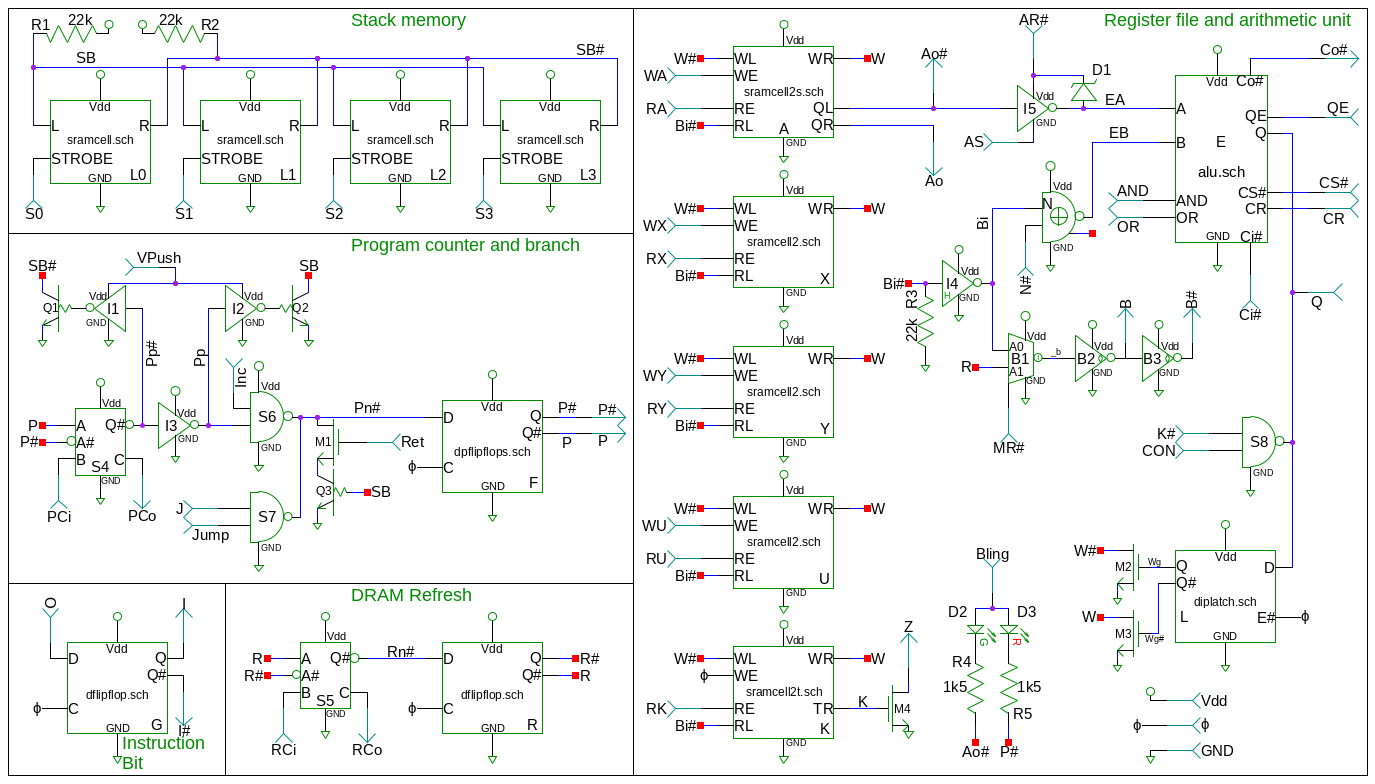 Stack memory
R1 22k 22k R2
SB SB#
Vdd Vdd Vdd Vdd
L R L R L R L R
sramcell.sch sramcell.sch sramcell.sch sramcell.sch
STROBE STROBE STROBE STROBE
GND L0 GND L1 GND L2 GND L3
S0 S1 S2 S3
Program counter and branch
SB# VPush SB
Q1 Vdd I1 I2 Vdd Q2
GND GND
Pp# Pp Inc
Vdd Vdd Vdd Vdd
P A Q# I3 S6 Pn# D Q P# P#
P# A# GND M1 Ret Q# P P
B C GND dpflipflops.sch
S4 GND ϕ C
PCi PCo Q3 SB GND F
J S7
Jump GND
Instruction
Bit
O I
Vdd
D Q
Q#
dflipflop.sch
ϕ C
GND G
I#
DRAM Refresh
Vdd Vdd
R A Q# Rn# D Q R#
R# A# Q# R
B C dflipflop.sch
S5 GND ϕ C
GND R
RCi RCo
Register file and arithmetic unit
Vdd
W# WL WR W
WA WE sramcell2s.sch
RA RE QL
Bi# RL A QR
GND
Ao#
Ao
Vdd
W# WL WR W
WX WE sramcell2.sch
RX RE
Bi# RL X
GND
Vdd
W# WL WR W
WY WE sramcell2.sch
RY RE
Bi# RL Y
GND
Vdd
W# WL WR W
WU WE sramcell2.sch
RU RE
Bi# RL U
GND
Vdd
W# WL WR W
ϕ WE sramcell2t.sch
RK RE TR K M4 Z
Bi# RL K
GND
AR#
D1
I5 Vdd EA
GND
AS
EB
Vdd Co# Co#
A QE QE
B E Q
alu.sch
AND AND CS# CS#
OR OR CR CR
GND Ci#
Ci#
Q
Vdd
N
GND
N#
Bi
Bi# I4 Vdd
H GND
R3
22k
Vdd
A0
R B1 _b
A1
GND
MR#
B2 Vdd
GND
B
B3 Vdd
GND
B#
K#
CON S8
GND
Bling
D2 D3
G R
R4
1k5 1k5
R5
Ao# P#
Vdd
W# M2 Wg Q D
Q#
L diplatch.sch
W M3 Wg# E# ϕ
GND
Vdd
ϕ ϕ
GND